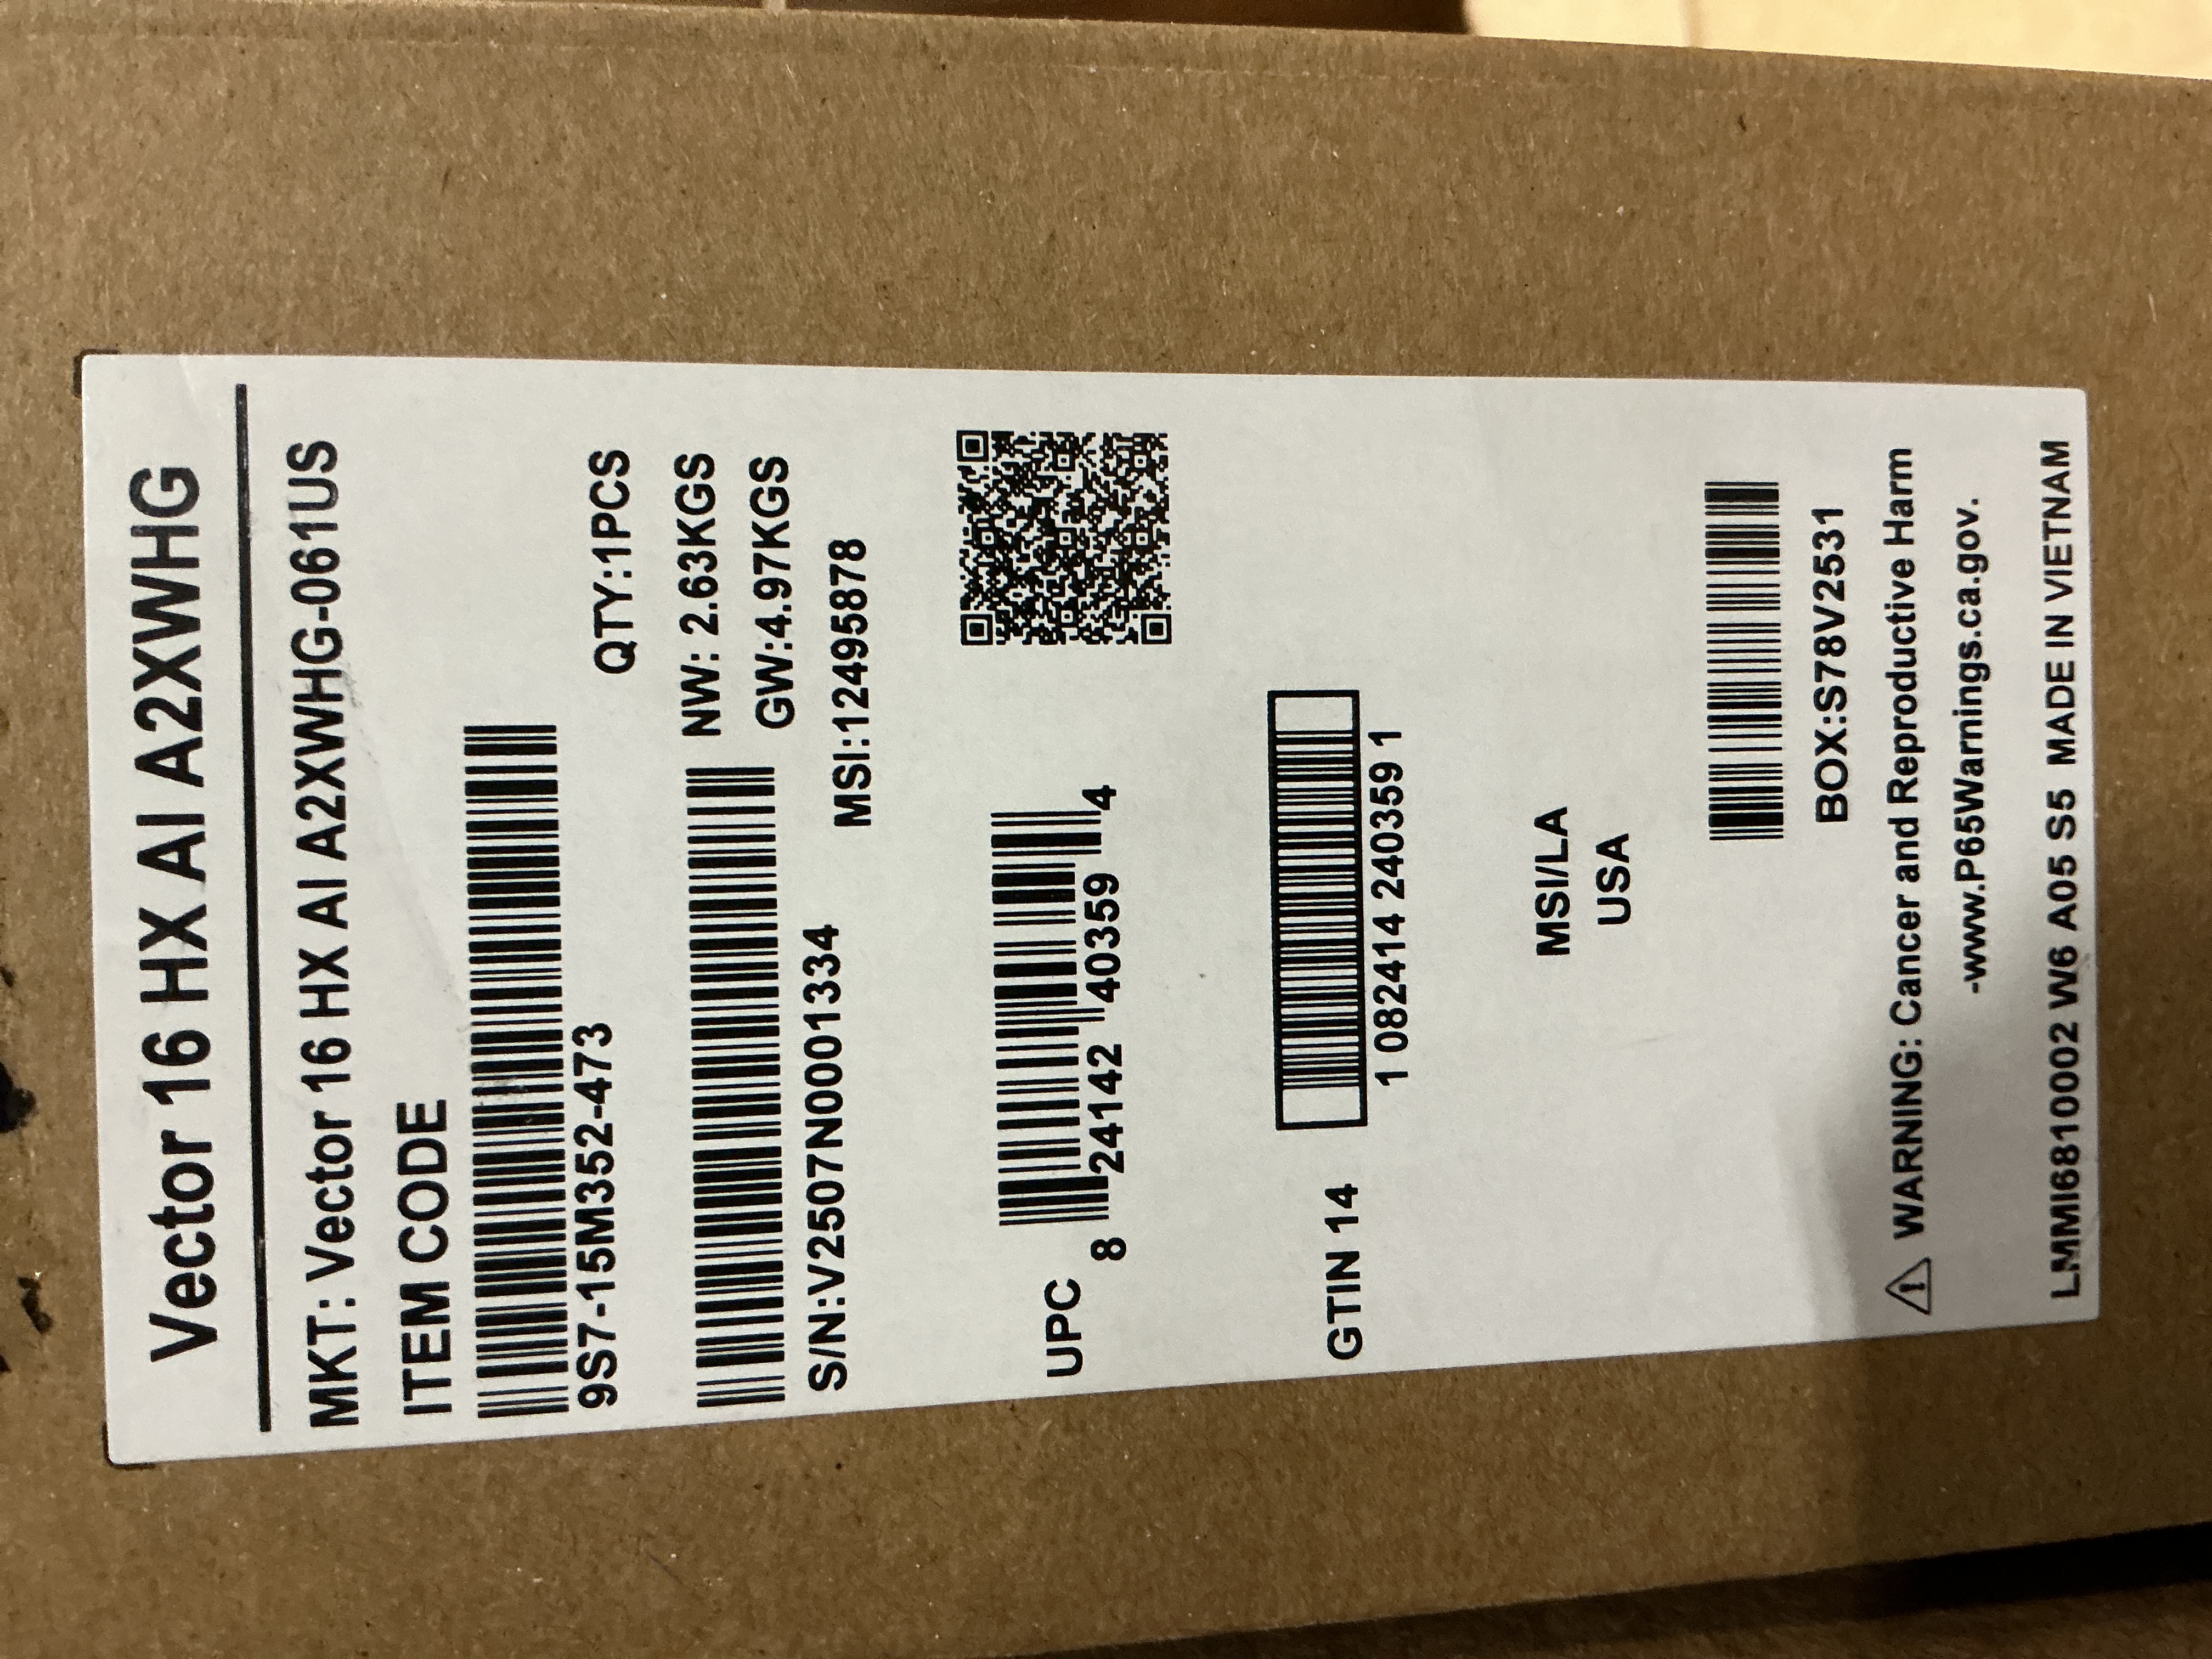 Vector 16 HX AI A2XWHG
MKT: Vector 16 HX AI A2XWHG-061US
ITEM CODE
9S7-15M352-473
QTY:1PCS
NW: 2.63KGS
GW:4.97KGS
S/N:V2507N0001334
MSI:12495878
UPC
8 24142 40359 4
GTIN 14
1 0824142403591
MSI/LA
USA
BOX:S78V2531
⚠ WARNING: Cancer and Reproductive Harm
-www.P65Warnings.ca.gov.
LMMI6810002 W6 A05 S5 MADE IN VIETNAM